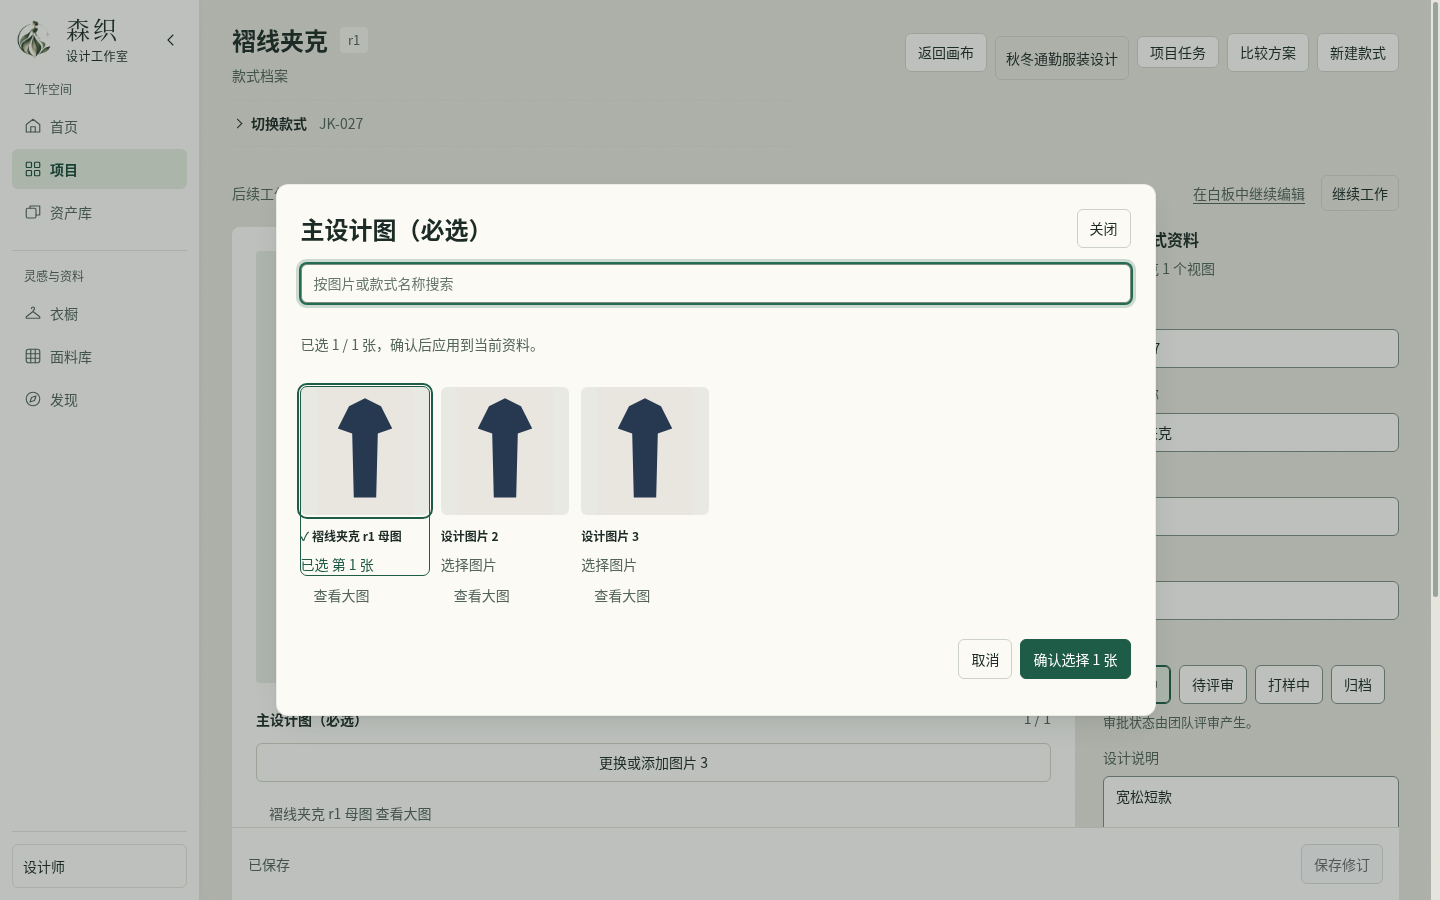 森织
设计工作室
工作空间
首页
项目
资产库
灵感与资料
衣橱
面料库
发现
设计师
褶线夹克 r1
款式档案
返回画布
秋冬通勤服装设计
项目任务
比较方案
新建款式
切换款式 JK-027
后续工
在白板中继续编辑
继续工作
主设计图（必选）
关闭
按图片或款式名称搜索
已选 1 / 1 张，确认后应用到当前资料。
✓ 褶线夹克 r1 母图
已选 第 1 张
查看大图
设计图片 2
选择图片
查看大图
设计图片 3
选择图片
查看大图
取消
确认选择 1 张
式资料
1 个视图
7
克
待评审
打样中
归档
审批状态由团队评审产生。
设计说明
宽松短款
主设计图（必选）
1 / 1
更换或添加图片 3
褶线夹克 r1 母图 查看大图
已保存
保存修订